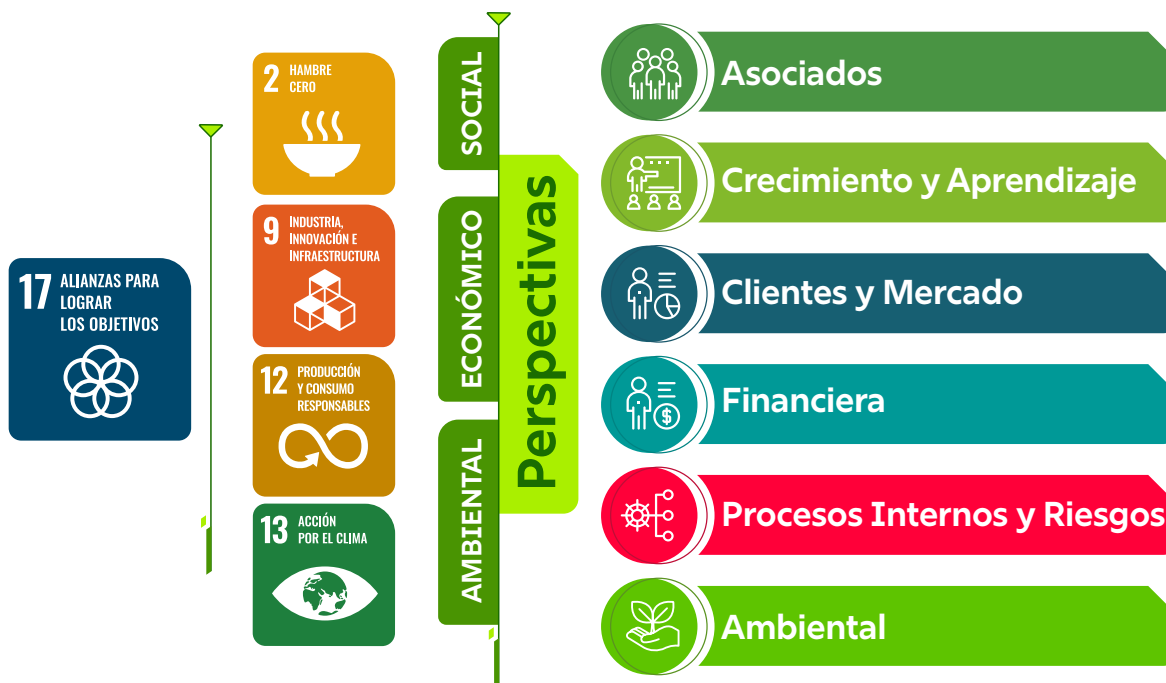 17 ALIANZAS PARA
LOGRAR
LOS OBJETIVOS
2 HAMBRE
CERO
9 INDUSTRIA,
INNOVACIÓN E
INFRAESTRUCTURA
12 PRODUCCIÓN
Y CONSUMO
RESPONSABLES
13 ACCIÓN
POR EL CLIMA
SOCIAL
ECONÓMICO
AMBIENTAL
Perspectivas
Asociados
Crecimiento y Aprendizaje
Clientes y Mercado
Financiera
$
Procesos Internos y Riesgos
Ambiental